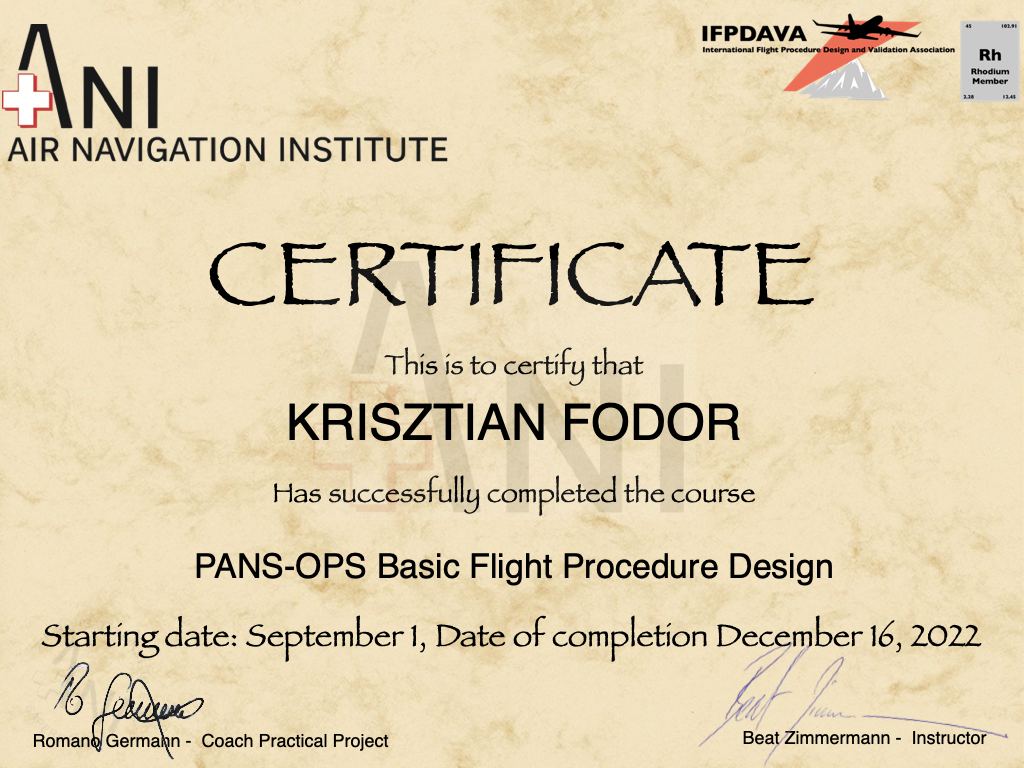 ANI
AIR NAVIGATION INSTITUTE
IFPDAVA
International Flight Procedure Design and Validation Association
45 102.91
Rh
Rhodium
Member
2.28 12.45
CERTIFICATE
This is to certify that
KRISZTIAN FODOR
Has successfully completed the course
PANS-OPS Basic Flight Procedure Design
Starting date: September 1, Date of completion December 16, 2022
Romano Germann - Coach Practical Project
Beat Zimmermann - Instructor